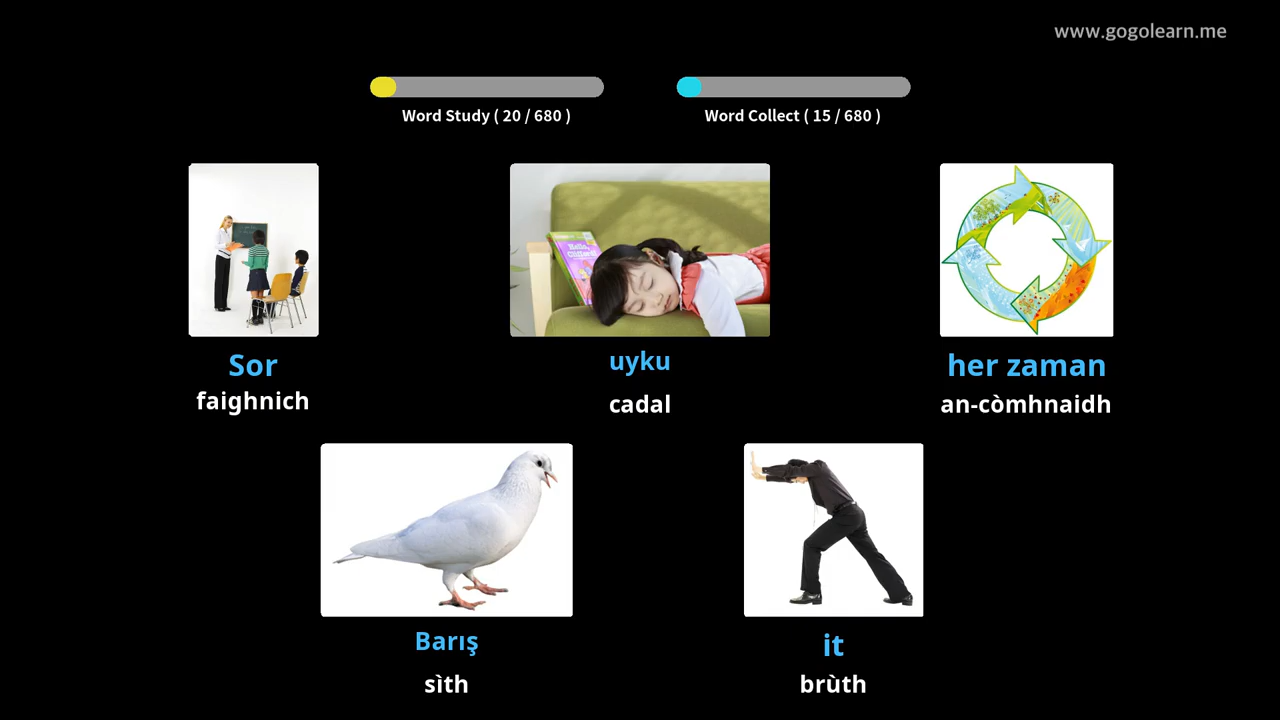 www.gogolearn.me
Word Study ( 20 / 680 )
Word Collect ( 15 / 680 )
Hello,
Sor
faighnich
uyku
cadal
her zaman
an-còmhnaidh
Barış
sìth
it
brùth